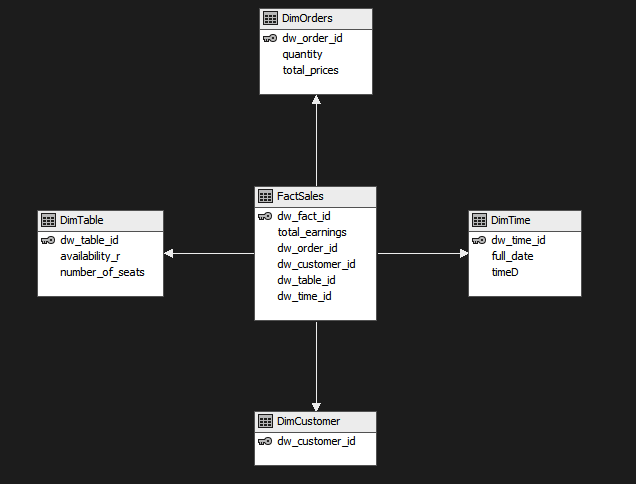 DimOrders
dw_order_id
quantity
total_prices
FactSales
dw_fact_id
total_earnings
dw_order_id
dw_customer_id
dw_table_id
dw_time_id
DimTable
dw_table_id
availability_r
number_of_seats
DimTime
dw_time_id
full_date
timeD
DimCustomer
dw_customer_id